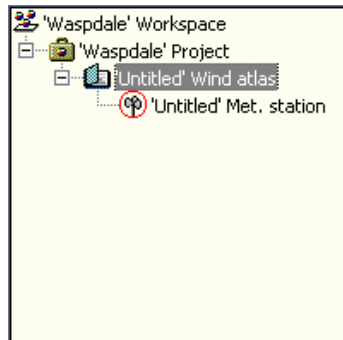 'Waspdale' Workspace
'Waspdale' Project
'Untitled' Wind atlas
'Untitled' Met. station